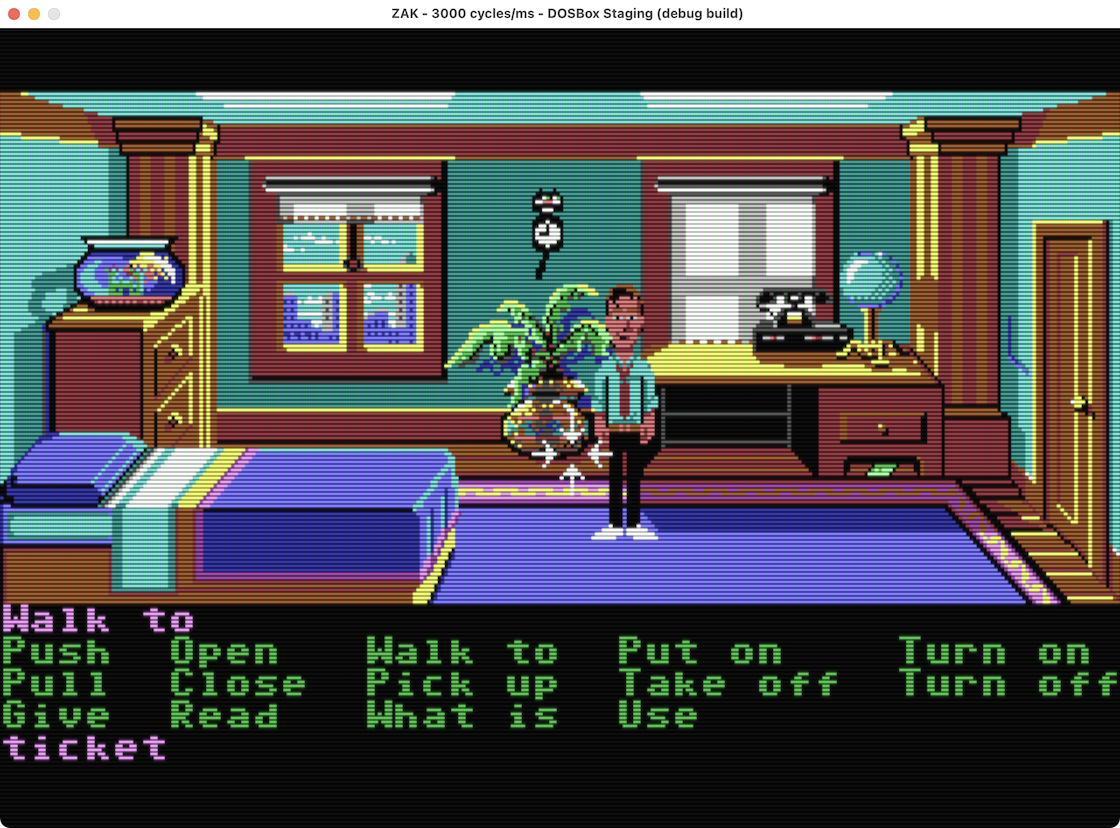 ZAK - 3000 cycles/ms - DOSBox Staging (debug build)
Walk to
Push Open Walk to Put on Turn on
Pull Close Pick up Take off Turn off
Give Read What is Use
ticket